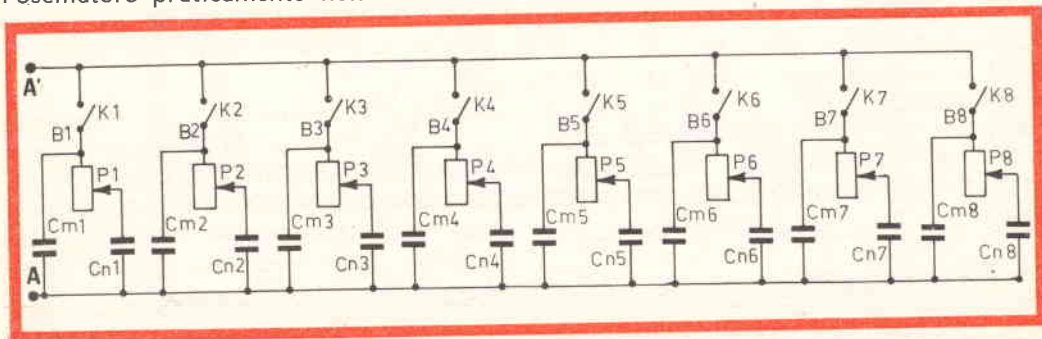 praticamente non
A'
K1 K2 K3 K4 K5 K6 K7 K8
B1 B2 B3 B4 B5 B6 B7 B8
P1 P2 P3 P4 P5 P6 P7 P8
Cm1 Cm2 Cm3 Cm4 Cm5 Cm6 Cm7 Cm8
A
Cn1 Cn2 Cn3 Cn4 Cn5 Cn6 Cn7 Cn8